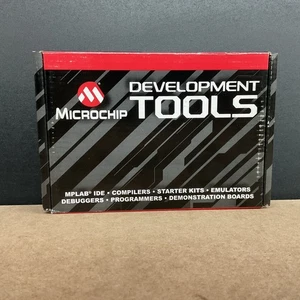 DEVELOPMENT
TOOLS
MICROCHIP
MPLAB® IDE • COMPILERS • STARTER KITS • EMULATORS
DEBUGGERS • PROGRAMMERS • DEMONSTRATION BOARDS